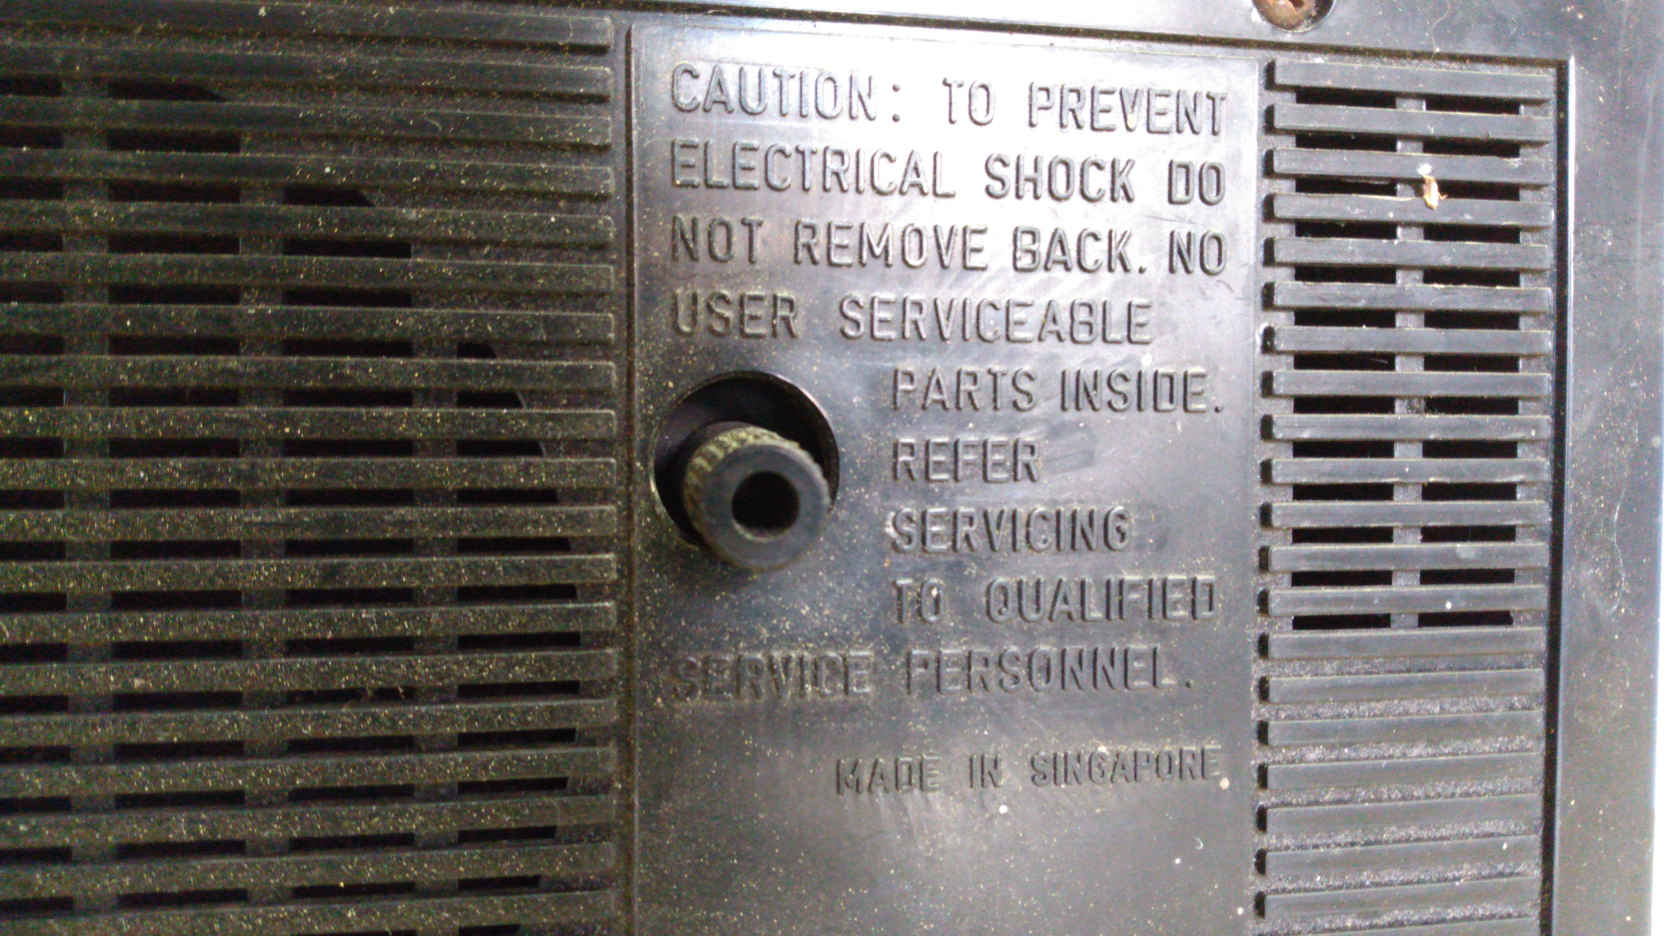 CAUTION: TO PREVENT
ELECTRICAL SHOCK DO
NOT REMOVE BACK. NO
USER SERVICEABLE
PARTS INSIDE.
REFER
SERVICING
TO QUALIFIED
SERVICE PERSONNEL.
MADE IN SINGAPORE